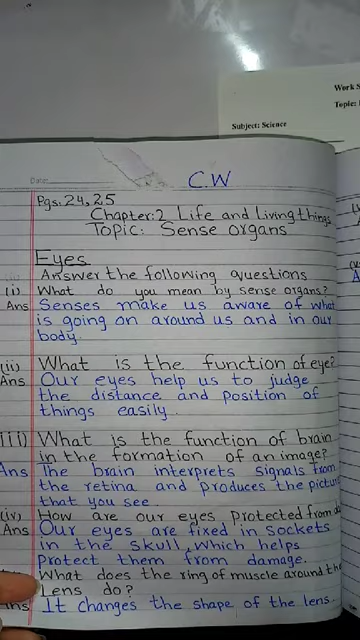 Work S
Topic:
Subject: Science
Date:
C.W
Pgs: 24,25
Chapter:2 Life and Living things
Topic: Sense organs
Eyes
Answer the following questions
(i) What do you mean by sense organs?
Ans Senses make us aware of what
is going on around us and in our
body.
(ii) What is the function of eye?
Ans. Our eyes help us to judge
the distance and position of
things easily.
iii) What is the function of brain
in the formation of an image?
Ans The brain interprets signals from
the retina and produces the pictur
that you see.
(iv) How are our eyes protected from
Ans Our eyes are fixed in sockets
in the skull, which helps
protect them from damage.
What does the ring of muscle around the
Lens do?
Ans It changes the shape of the lens.